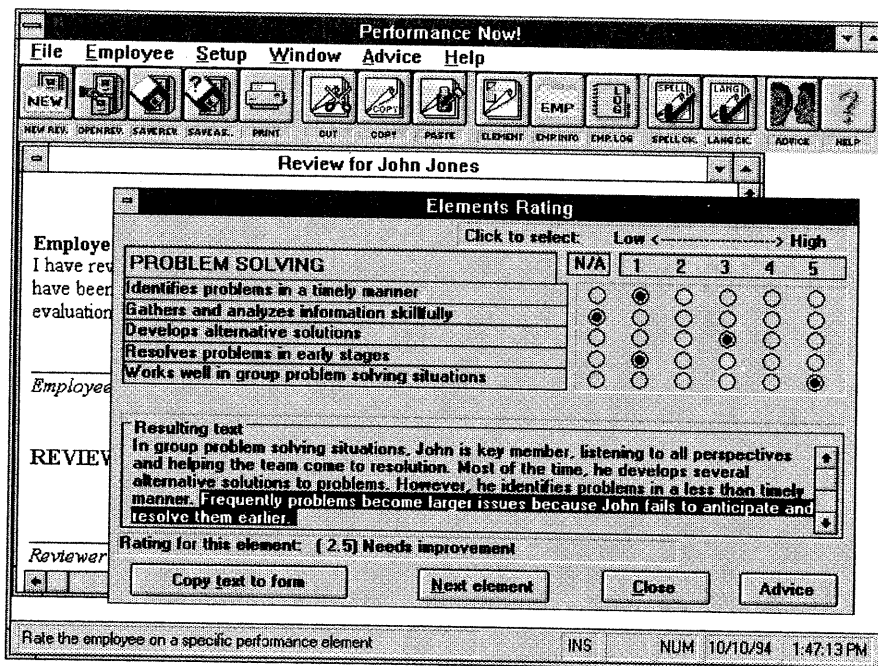 Performance Now!
File Employee Setup Window Advice Help
NEW COPY EMP LOG SPELL LANG ?
NEW REV. OPEN REV. SAVE REV. SAVE AS.. PRINT CUT COPY PASTE ELEMENT EMP.INFO EMP.LOG SPELL CK. LANG CK. ADVICE HELP
Review for John Jones
Elements Rating
Click to select: Low <--------------> High
Employe
PROBLEM SOLVING N/A 1 2 3 4 5
I have rev
Identifies problems in a timely manner
have been
Gathers and analyzes information skillfully
evaluation
Develops alternative solutions
Resolves problems in early stages
Works well in group problem solving situations
Employee
Resulting text
In group problem solving situations, John is key member, listening to all perspectives
and helping the team come to resolution. Most of the time, he develops several
alternative solutions to problems. However, he identifies problems in a less than timely
manner. Frequently problems become larger issues because John fails to anticipate and
resolve them earlier.
REVIEW
Rating for this element: ( 2.5) Needs improvement
Reviewer
Copy text to form Next element Close Advice
Rate the employee on a specific performance element INS NUM 10/10/94 1:47:13 PM